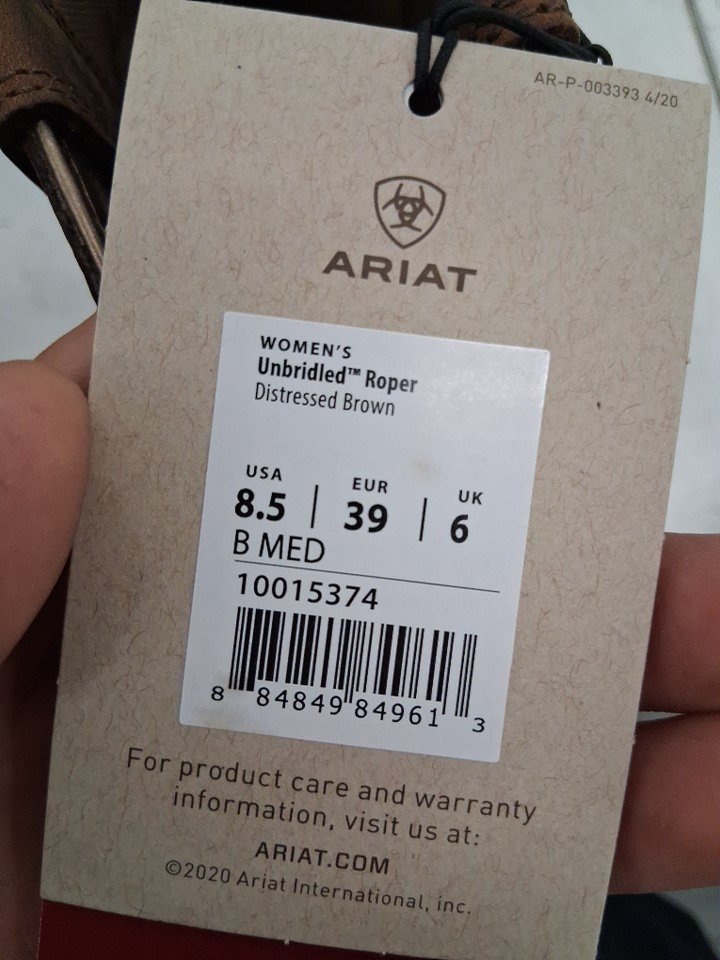 AR-P-003393 4/20
ARIAT
WOMEN'S
Unbridled™ Roper
Distressed Brown
USA EUR UK
8.5 | 39 | 6
B MED
10015374
8 84849 84961 3
For product care and warranty
information, visit us at:
ARIAT.COM
©2020 Ariat International, inc.